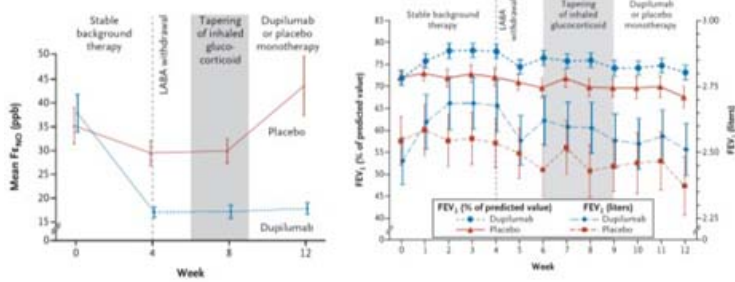 Stable
background
therapy
LABA withdrawal
Tapering
of inhaled
gluco-
corticoid
Dupilumab
or placebo
monotherapy
Mean FENO (ppb)
50
45
40
35
30
25
20
15
0
Placebo
Dupilumab
0 4 8 12
Week
Stable background
therapy
LABA
withdrawal
Tapering
of inhaled
glucocorticoid
Dupilumab
or placebo
monotherapy
FEV1 (% of predicted value)
85
80
75
70
65
60
55
50
45
40
0
3.00
2.75
2.50
2.25
0
FEV1 (liters)
FEV1 (% of predicted value) FEV1 (liters)
Dupilumab Dupilumab
Placebo Placebo
0 1 2 3 4 5 6 7 8 9 10 11 12
Week